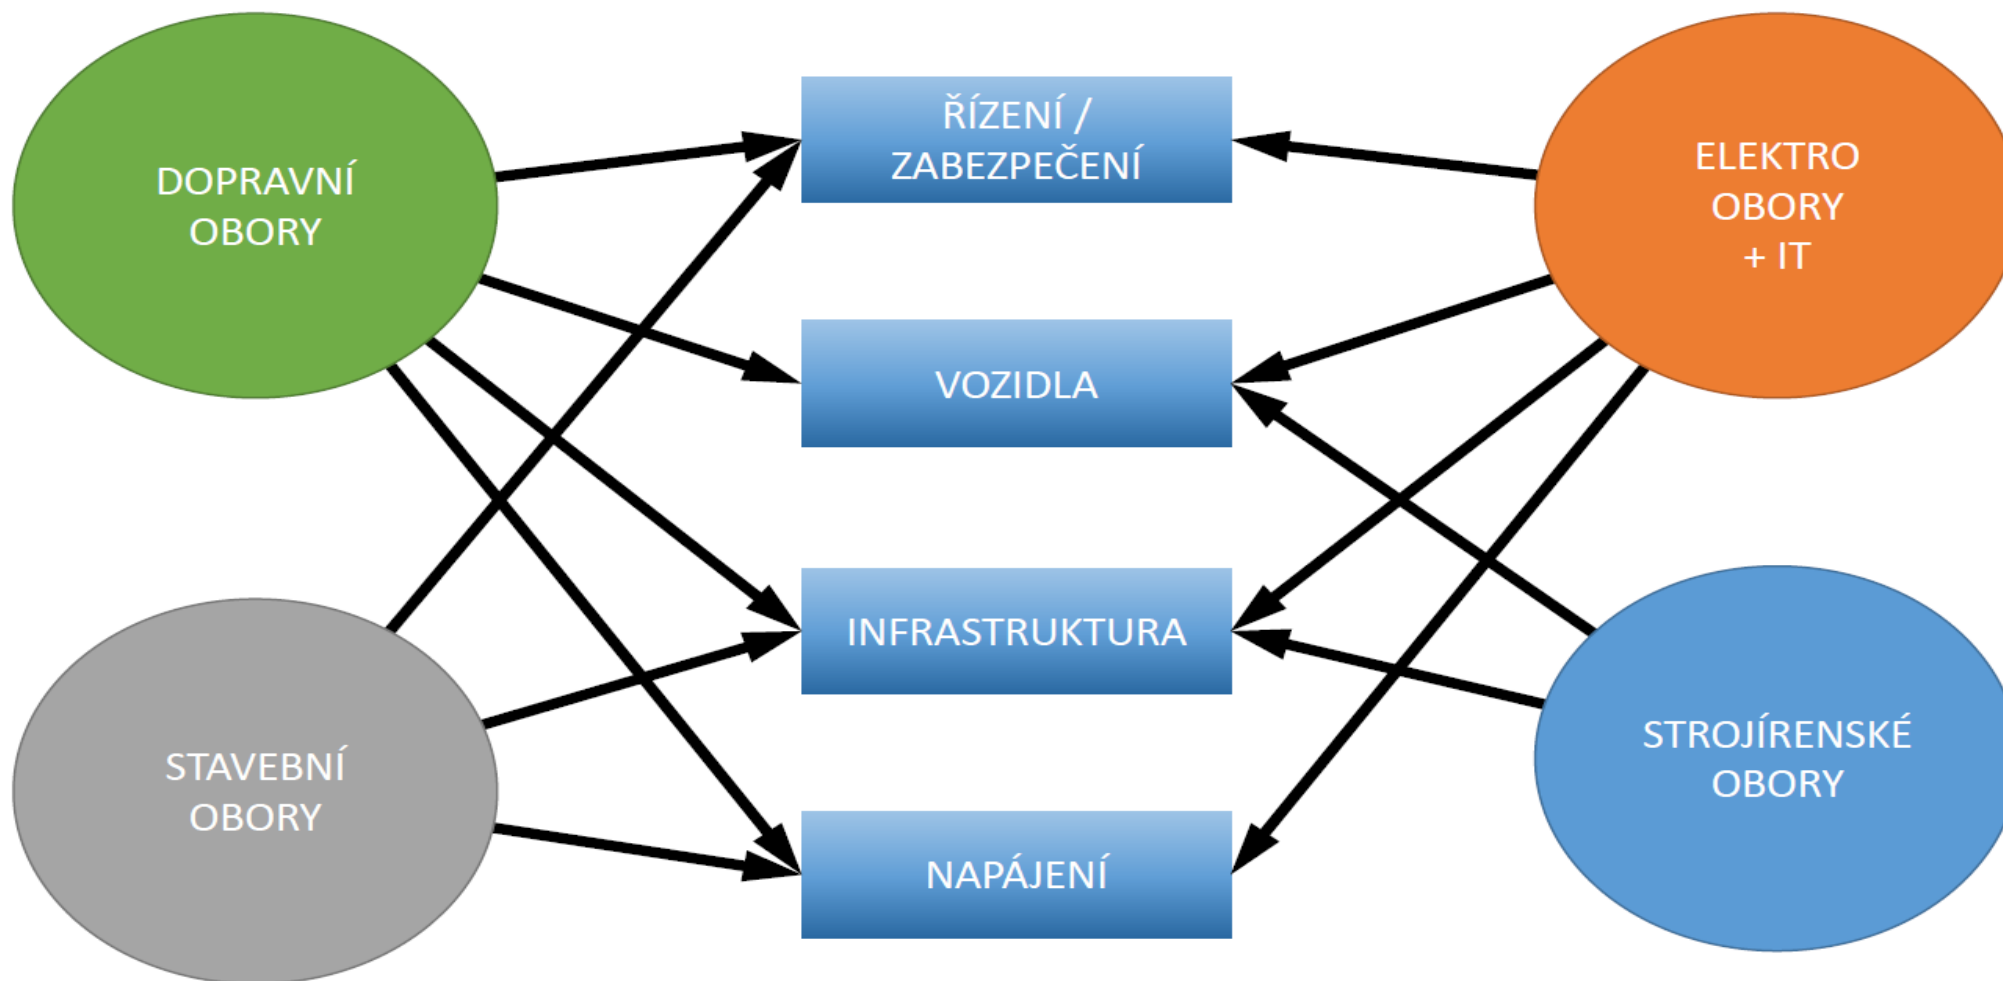 DOPRAVNÍ
OBORY
ŘÍZENÍ /
ZABEZPEČENÍ
ELEKTRO
OBORY
+ IT
VOZIDLA
INFRASTRUKTURA
STAVEBNÍ
OBORY
STROJÍRENSKÉ
OBORY
NAPÁJENÍ